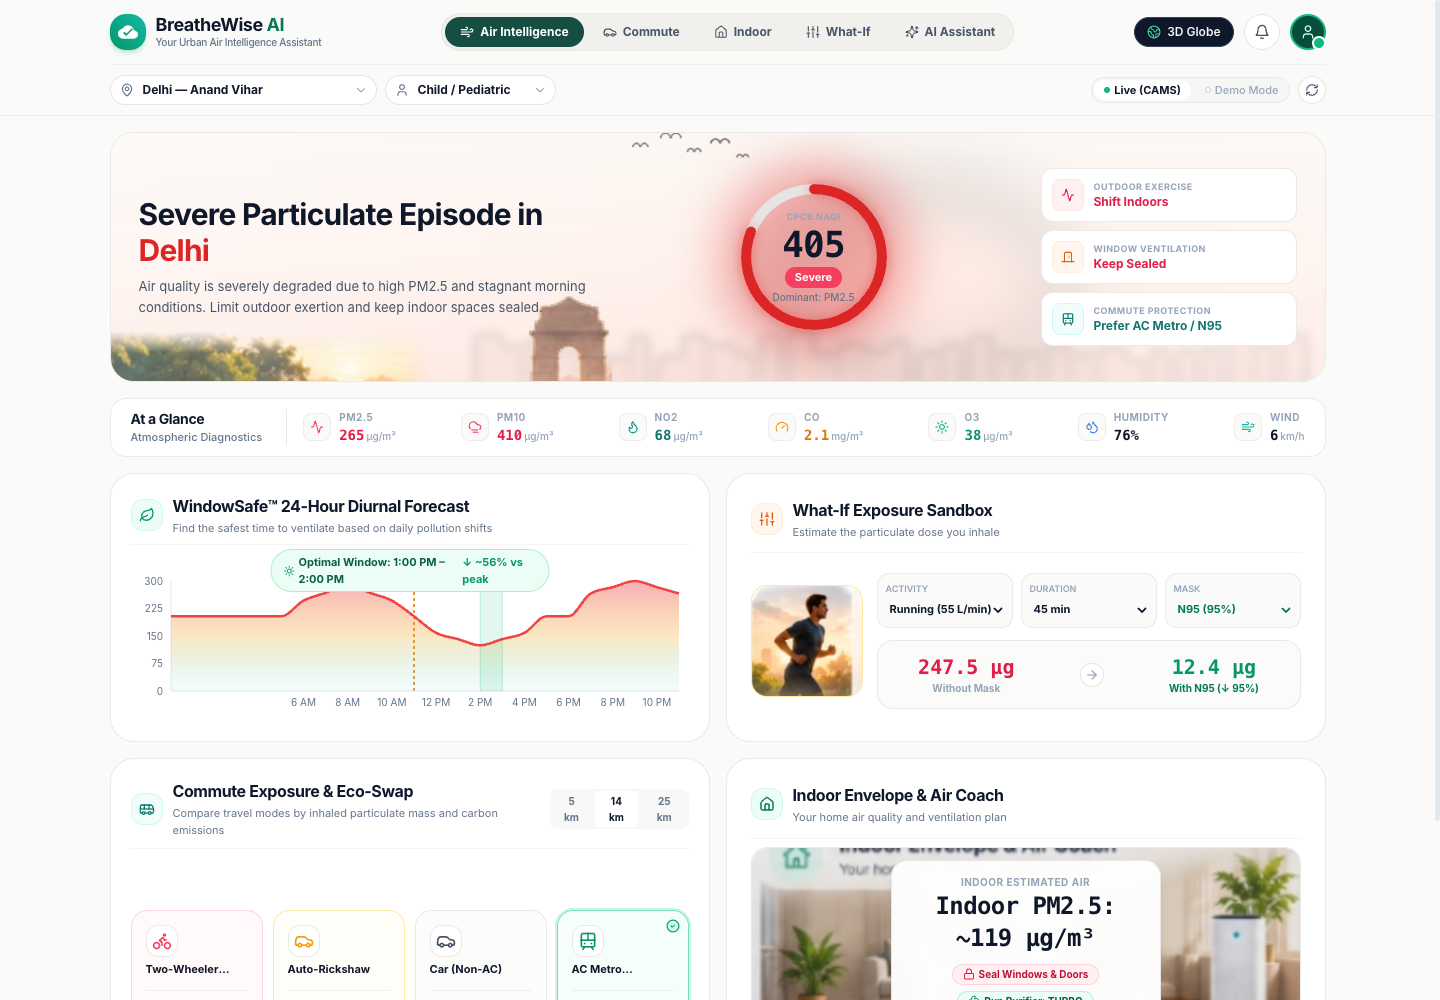 BreatheWise AI
Your Urban Air Intelligence Assistant
Air Intelligence
Commute
Indoor
What-If
AI Assistant
3D Globe
Delhi — Anand Vihar
Child / Pediatric
Live (CAMS)
Demo Mode
Severe Particulate Episode in
Delhi
Air quality is severely degraded due to high PM2.5 and stagnant morning
conditions. Limit outdoor exertion and keep indoor spaces sealed.
CPCB NAQI
405
Severe
Dominant: PM2.5
OUTDOOR EXERCISE
Shift Indoors
WINDOW VENTILATION
Keep Sealed
COMMUTE PROTECTION
Prefer AC Metro / N95
At a Glance
Atmospheric Diagnostics
PM2.5
265 µg/m³
PM10
410 µg/m³
NO2
68 µg/m³
CO
2.1 mg/m³
O3
38 µg/m³
HUMIDITY
76%
WIND
6 km/h
WindowSafe™ 24-Hour Diurnal Forecast
Find the safest time to ventilate based on daily pollution shifts
Optimal Window: 1:00 PM –
2:00 PM
↓ ~56% vs
peak
300
225
150
75
0
6 AM 8 AM 10 AM 12 PM 2 PM 4 PM 6 PM 8 PM 10 PM
What-If Exposure Sandbox
Estimate the particulate dose you inhale
ACTIVITY
Running (55 L/min)
DURATION
45 min
MASK
N95 (95%)
247.5 µg
Without Mask
12.4 µg
With N95 (↓ 95%)
Commute Exposure & Eco-Swap
Compare travel modes by inhaled particulate mass and carbon
emissions
5
km
14
km
25
km
Two-Wheeler...
Auto-Rickshaw
Car (Non-AC)
AC Metro...
Indoor Envelope & Air Coach
Your home air quality and ventilation plan
Indoor Envelope & Air Coach
Your ho
INDOOR ESTIMATED AIR
Indoor PM2.5:
~119 µg/m³
Seal Windows & Doors
Run Purifier: TURBO